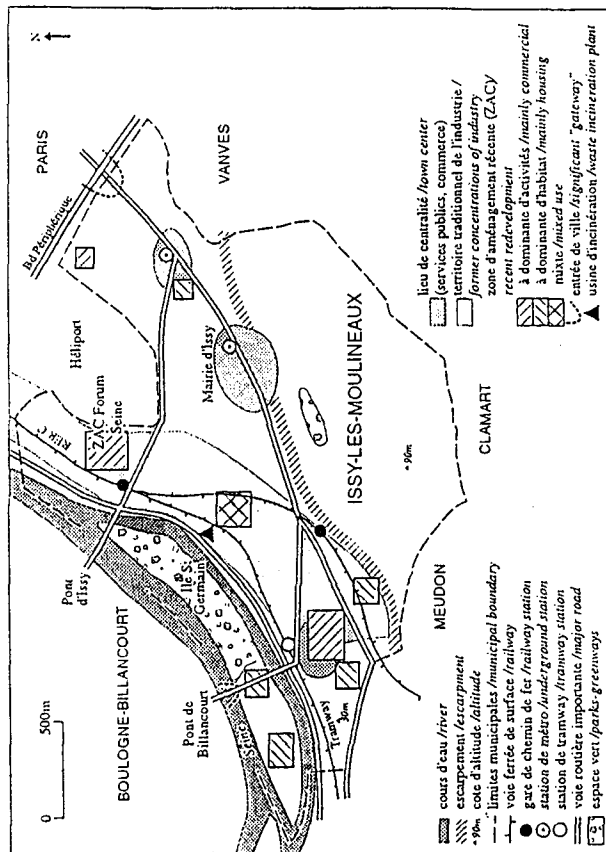 N
PARIS
Bd Périphérique
VANVES
Héliport
RER C
ZAC Forum
Seine
Mairie d'Issy
Pont
d'Issy
BOULOGNE-BILLANCOURT
Ile St
Germain
ISSY-LES-MOULINEAUX
90m
CLAMART
MEUDON
Pont de
Billancourt
Seine
Tramway
30m
0 500m
cours d'eau/river
escarpement/escarpment
90m cote d'altitude/altitude
limites municipales/municipal boundary
voie ferrée de surface/railway
gare de chemin de fer/railway station
station de métro/underground station
station de tramway/tramway station
voie routière importante/major road
espace vert/parks-greenways
lieu de centralité/town center
(services publics, commerce)
territoire traditionnel de l'industrie/
former concentrations of industry
zone d'aménagement récente (ZAC)/
recent redevelopment
à dominante d'activités/mainly commercial
à dominante d'habitat/mainly housing
mixte/mixed use
entrée de ville/significant "gateway"
usine d'incinération/waste incineration plant